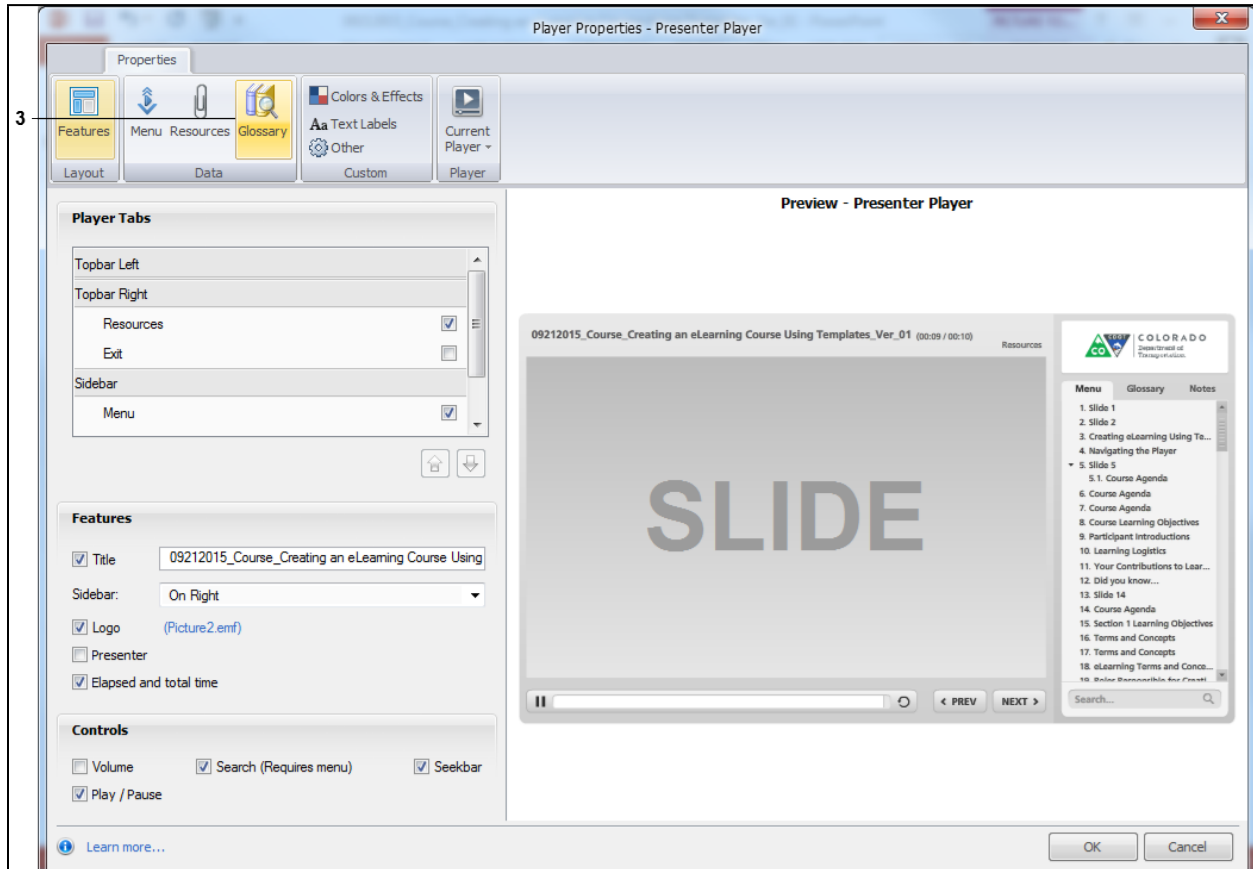 Player Properties - Presenter Player
Properties
3
Features
Menu
Resources
Glossary
Colors & Effects
Aa Text Labels
Other
Current
Player
Layout
Data
Custom
Player
Player Tabs
Topbar Left
Topbar Right
Resources
Exit
Sidebar
Menu
Features
Title
09212015_Course_Creating an eLearning Course Using
Sidebar:
On Right
Logo
(Picture2.emf)
Presenter
Elapsed and total time
Controls
Volume
Search (Requires menu)
Seekbar
Play / Pause
Preview - Presenter Player
09212015_Course_Creating an eLearning Course Using Templates_Ver_01 (00:09 / 00:10)
Resources
SLIDE
CDOT
CO
COLORADO
Department of
Transportation
Menu
Glossary
Notes
1. Slide 1
2. Slide 2
3. Creating eLearning Using Te...
4. Navigating the Player
5. Slide 5
5.1. Course Agenda
6. Course Agenda
7. Course Agenda
8. Course Learning Objectives
9. Participant Introductions
10. Learning Logistics
11. Your Contributions to Lear...
12. Did you know...
13. Slide 14
14. Course Agenda
15. Section 1 Learning Objectives
16. Terms and Concepts
17. Terms and Concepts
18. eLearning Terms and Conce...
Search...
< PREV
NEXT >
Learn more...
OK
Cancel